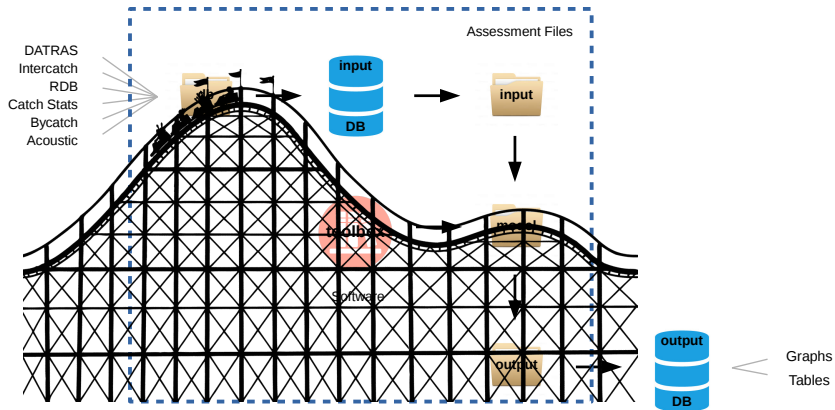 Assessment Files
DATRAS
Intercatch
RDB
Catch Stats
Bycatch
Acoustic
input
DB
input
toolbox
model
Software
output
output
DB
Graphs
Tables